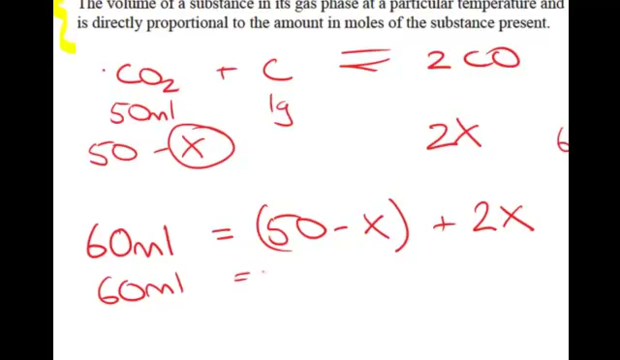 The volume of a substance in its gas phase at a particular temperature and
is directly proportional to the amount in moles of the substance present.
CO2 + C ⇌ 2CO
50ml 1g
50 - x 2x 6
60ml = (50 - x) + 2x
60ml =